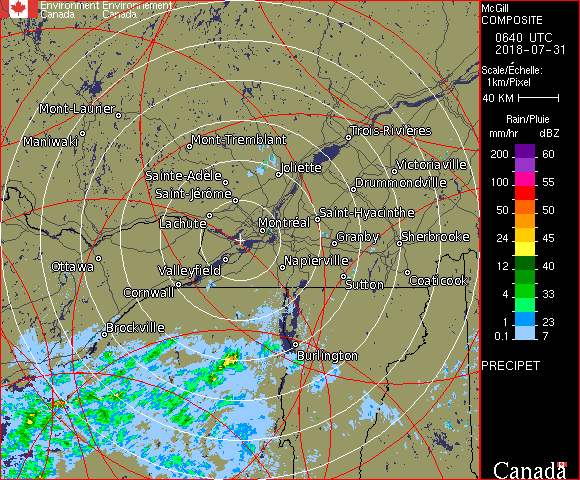 Environment Environnement
Canada Canada
McGill
COMPOSITE
0640 UTC
2018-07-31
Scale/Échelle:
1km/Pixel
40 KM
Rain/Pluie
mm/hr dBZ
200 60
150 57
100 55
50 50
24 45
12 40
4 33
1 23
0.1 7
PRECIPET
Canada
Mont-Laurier
Maniwaki
Mont-Tremblant
Trois-Rivières
Victoriaville
Joliette
Sainte-Adèle
Drummondville
Saint-Jérôme
Lachute
Saint-Hyacinthe
Montréal
Granby
Sherbrooke
Ottawa
Valleyfield
Napierville
Cornwall
Sutton
Coaticook
Brockville
Burlington